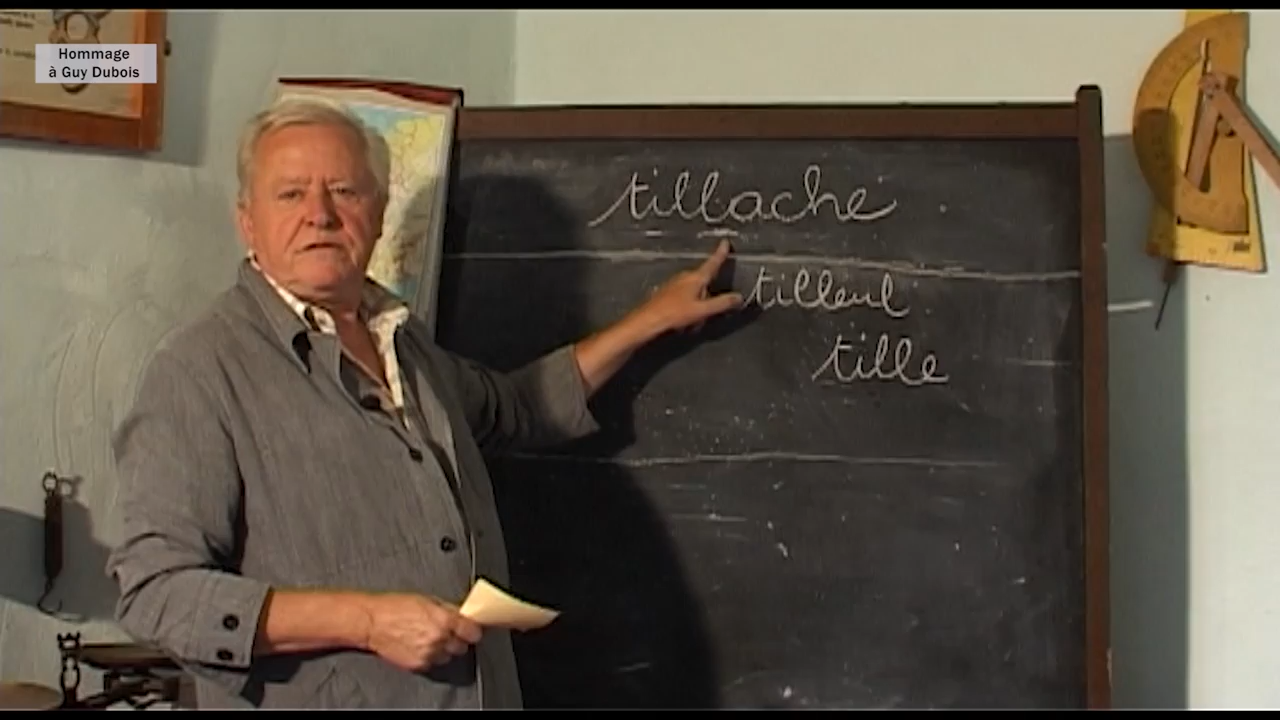 Hommage
à Guy Dubois
tillache
tilleul
tille